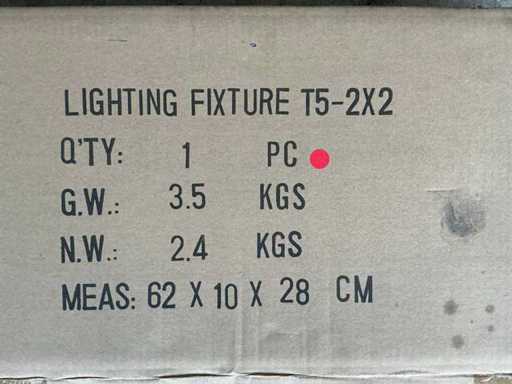 LIGHTING FIXTURE T5-2X2
Q'TY: 1 PC
G.W.: 3.5 KGS
N.W.: 2.4 KGS
MEAS: 62 X 10 X 28 CM